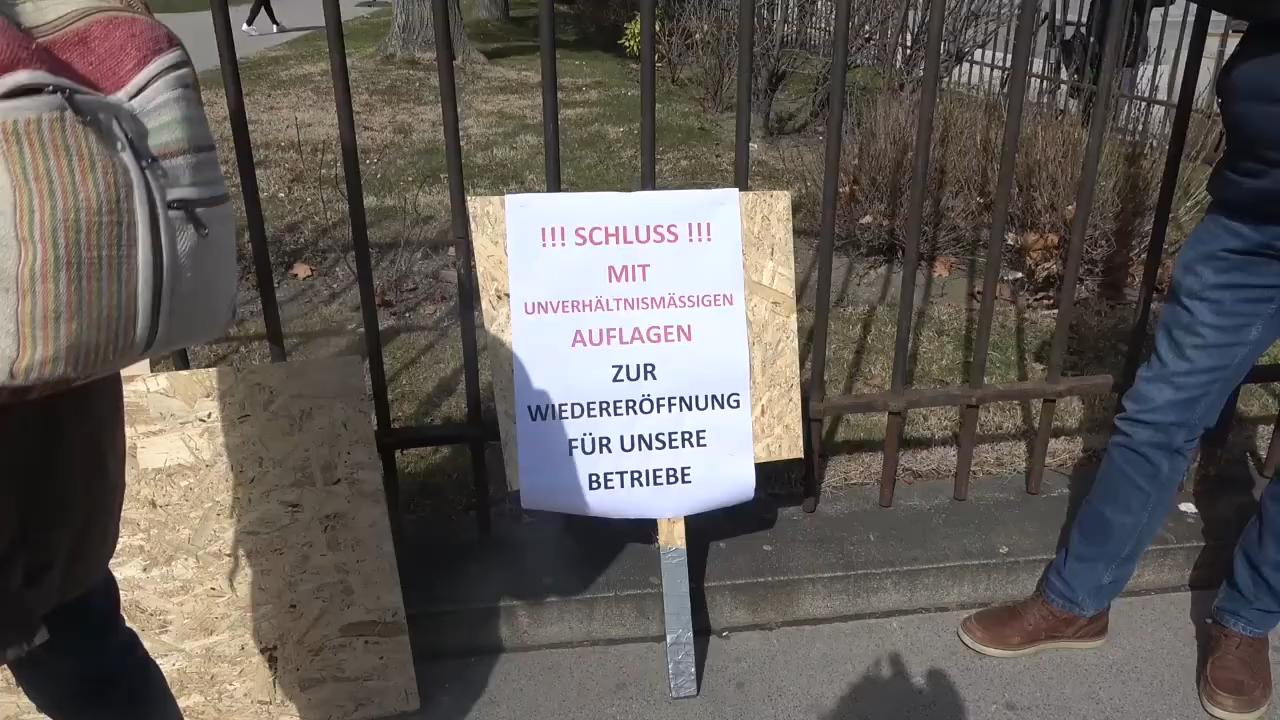 !!! SCHLUSS !!!
MIT
UNVERHÄLTNISMÄSSIGEN
AUFLAGEN
ZUR
WIEDERERÖFFNUNG
FÜR UNSERE
BETRIEBE